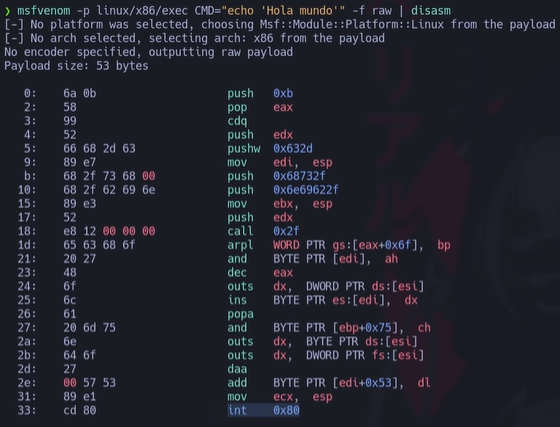 ❯ msfvenom -p linux/x86/exec CMD="echo 'Hola mundo'" -f raw | disasm
[-] No platform was selected, choosing Msf::Module::Platform::Linux from the payload
[-] No arch selected, selecting arch: x86 from the payload
No encoder specified, outputting raw payload
Payload size: 53 bytes
0: 6a 0b push 0xb
2: 58 pop eax
3: 99 cdq
4: 52 push edx
5: 66 68 2d 63 pushw 0x632d
9: 89 e7 mov edi, esp
b: 68 2f 73 68 00 push 0x68732f
10: 68 2f 62 69 6e push 0x6e69622f
15: 89 e3 mov ebx, esp
17: 52 push edx
18: e8 12 00 00 00 call 0x2f
1d: 65 63 68 6f arpl WORD PTR gs:[eax+0x6f], bp
21: 20 27 and BYTE PTR [edi], ah
23: 48 dec eax
24: 6f outs dx, DWORD PTR ds:[esi]
25: 6c ins BYTE PTR es:[edi], dx
26: 61 popa
27: 20 6d 75 and BYTE PTR [ebp+0x75], ch
2a: 6e outs dx, BYTE PTR ds:[esi]
2b: 64 6f outs dx, DWORD PTR fs:[esi]
2d: 27 daa
2e: 00 57 53 add BYTE PTR [edi+0x53], dl
31: 89 e1 mov ecx, esp
33: cd 80 int 0x80